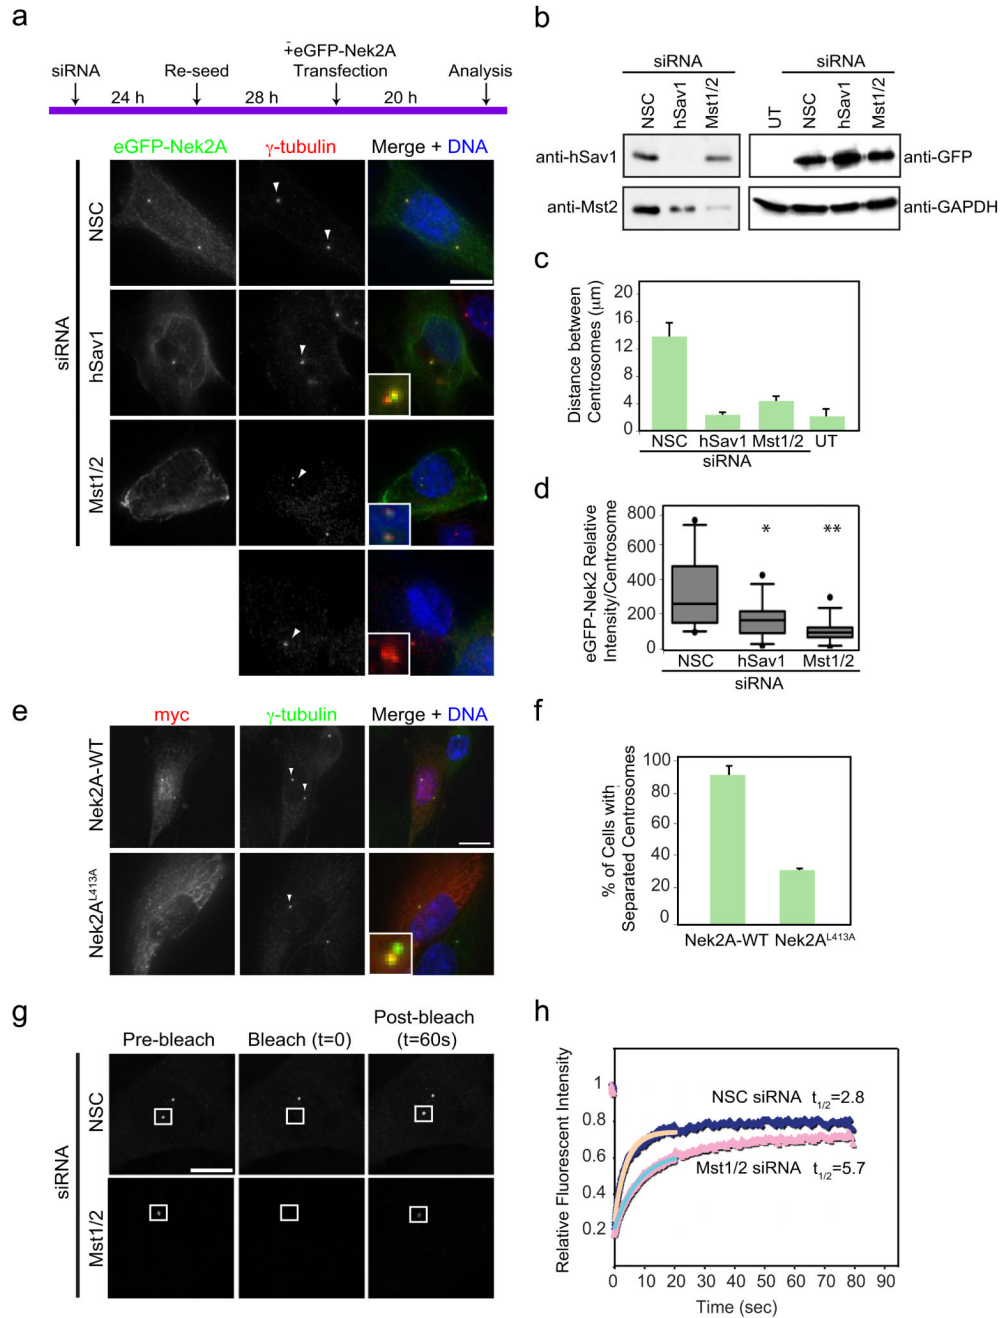 a
+eGFP-Nek2A
siRNA Re-seed Transfection Analysis
24 h 28 h 20 h
eGFP-Nek2A γ-tubulin Merge + DNA
siRNA
NSC
hSav1
Mst1/2
b
siRNA siRNA
NSC hSav1 Mst1/2 UT NSC hSav1 Mst1/2
anti-hSav1 anti-GFP
anti-Mst2 anti-GAPDH
c
Distance between
Centrosomes (μm)
20
16
12
8
4
0
NSC hSav1 Mst1/2 UT
siRNA
d
eGFP-Nek2 Relative
Intensity/Centrosome
800
400
200
0
* **
NSC hSav1 Mst1/2
siRNA
e
myc γ-tubulin Merge + DNA
Nek2A-WT
Nek2A^L413A
f
% of Cells with
Separated Centrosomes
100
80
60
40
20
0
Nek2A-WT Nek2A^L413A
g
Pre-bleach Bleach (t=0) Post-bleach
(t=60s)
siRNA
NSC
Mst1/2
h
Relative Fluorescent Intensity
1
0.8
0.6
0.4
0.2
NSC siRNA t1/2=2.8
Mst1/2 siRNA t1/2=5.7
0 10 20 30 40 50 60 70 80 90
Time (sec)